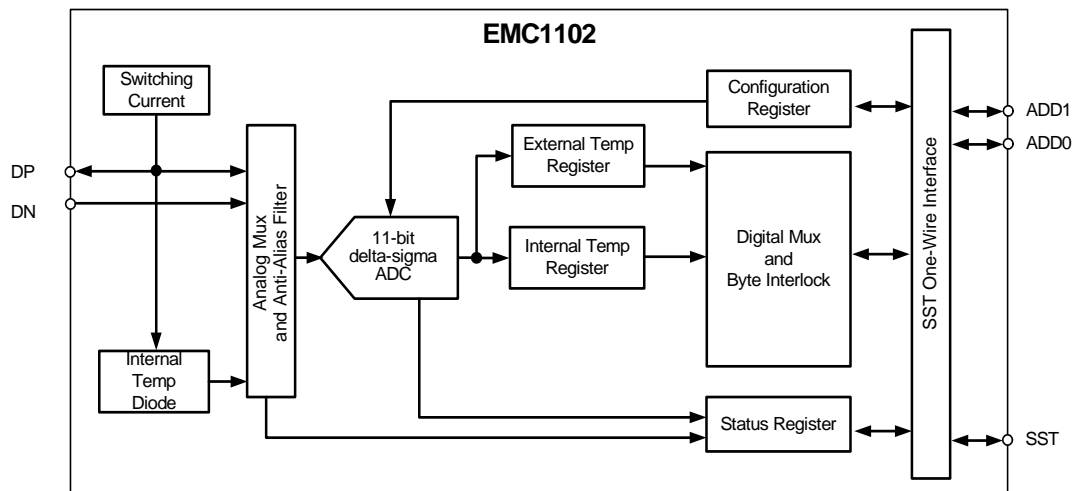 EMC1102
Switching
Current
Configuration
Register
ADD1
ADD0
External Temp
Register
DP
DN
Analog Mux
and Anti-Alias Filter
11-bit
delta-sigma
ADC
Internal Temp
Register
Digital Mux
and
Byte Interlock
SST One-Wire Interface
Internal
Temp
Diode
Status Register
SST